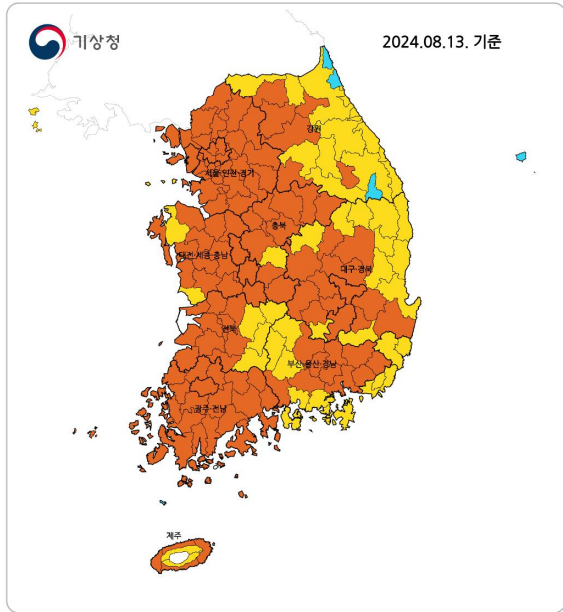 기상청
2024.08.13. 기준
강원
서울·인천·경기
충북
대전·세종·충남
대구·경북
전북
부산·울산·경남
광주·전남
제주